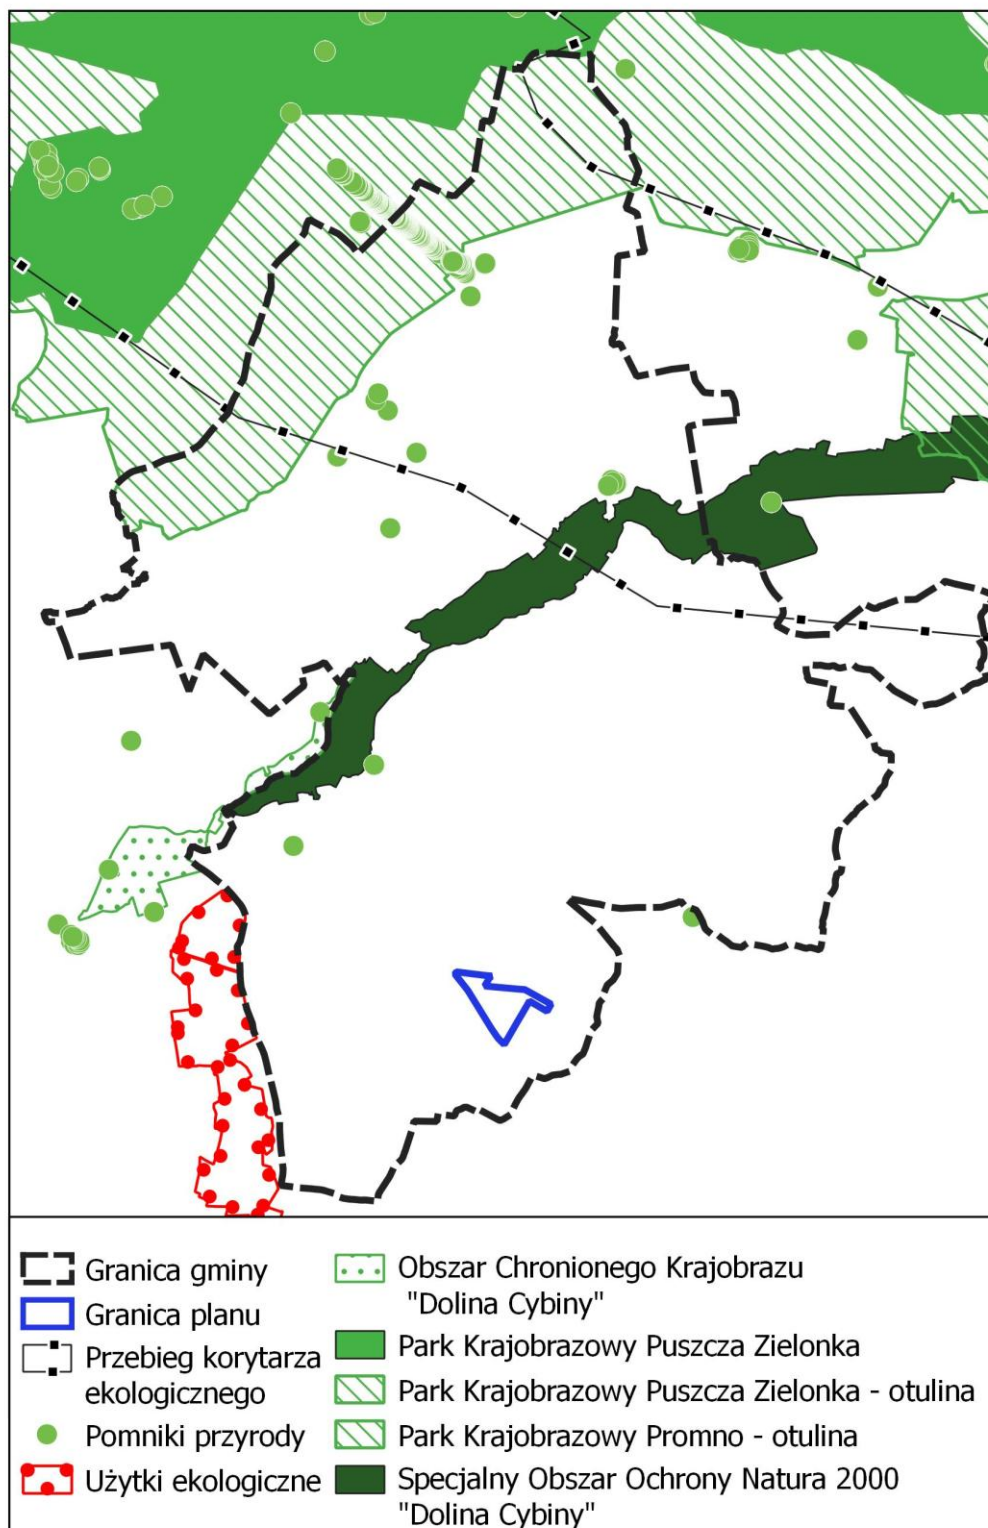 Granica gminy
Granica planu
Przebieg korytarza
ekologicznego
Pomniki przyrody
Użytki ekologiczne
Obszar Chronionego Krajobrazu
"Dolina Cybiny"
Park Krajobrazowy Puszcza Zielonka
Park Krajobrazowy Puszcza Zielonka - otulina
Park Krajobrazowy Promno - otulina
Specjalny Obszar Ochrony Natura 2000
"Dolina Cybiny"